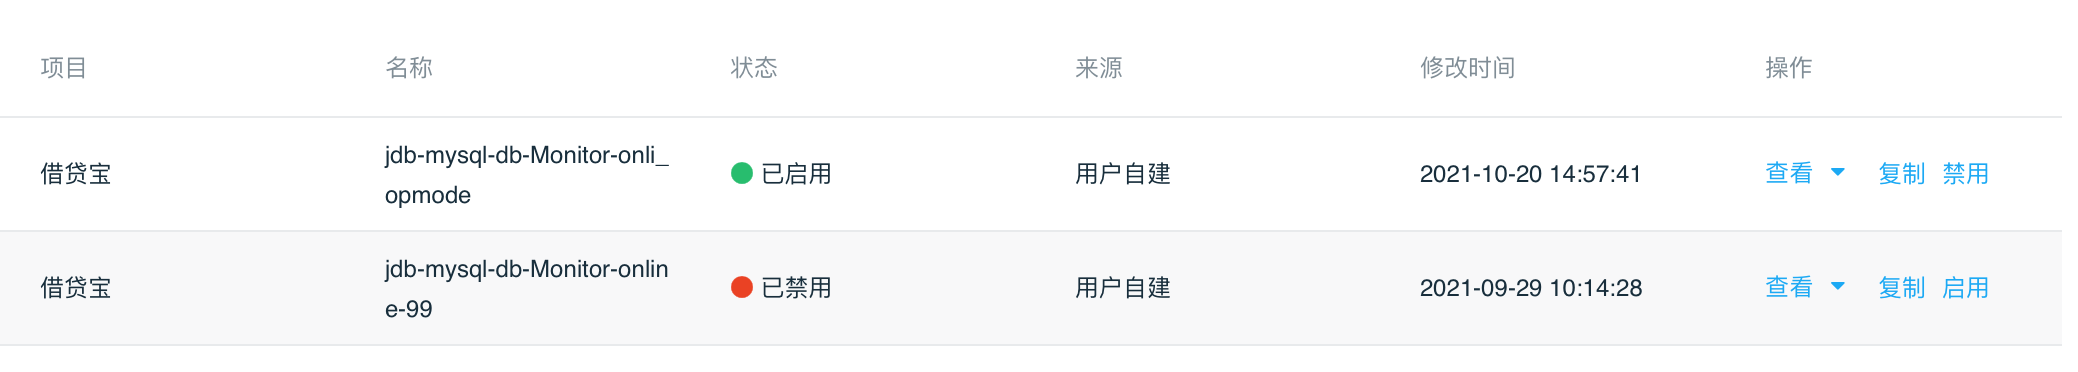 项目 名称 状态 来源 修改时间 操作
借贷宝 jdb-mysql-db-Monitor-onli_ 已启用 用户自建 2021-10-20 14:57:41 查看 复制 禁用
opmode
借贷宝 jdb-mysql-db-Monitor-onlin 已禁用 用户自建 2021-09-29 10:14:28 查看 复制 启用
e-99